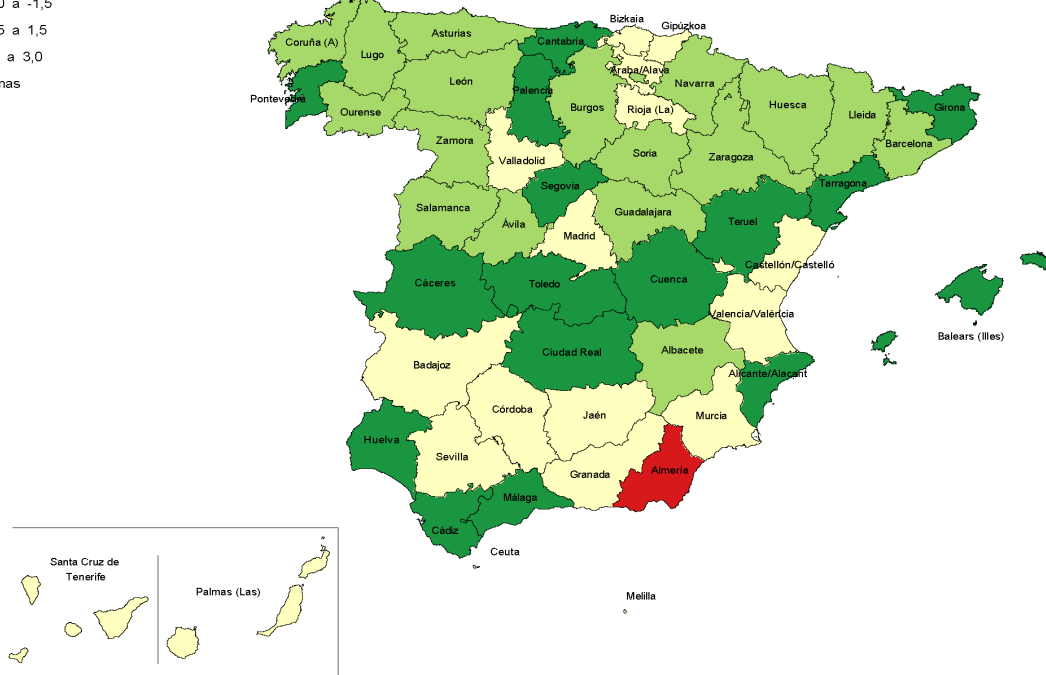 0 a -1,5
5 a 1,5
a 3,0
mas
Bizkaia
Gipúzkoa
Coruña (A)
Lugo
Asturias
Cantabria
Araba/Alava
Navarra
León
Palencia
Burgos
Rioja (La)
Huesca
Lleida
Girona
Barcelona
Pontevedra
Ourense
Zamora
Valladolid
Soria
Zaragoza
Tarragona
Segovia
Salamanca
Ávila
Madrid
Guadalajara
Teruel
Castellón/Castelló
Cáceres
Toledo
Cuenca
Valencia/València
Balears (Illes)
Badajoz
Ciudad Real
Albacete
Alicante/Alacant
Huelva
Córdoba
Jaén
Murcia
Sevilla
Granada
Almería
Málaga
Cádiz
Ceuta
Melilla
Santa Cruz de
Tenerife
Palmas (Las)